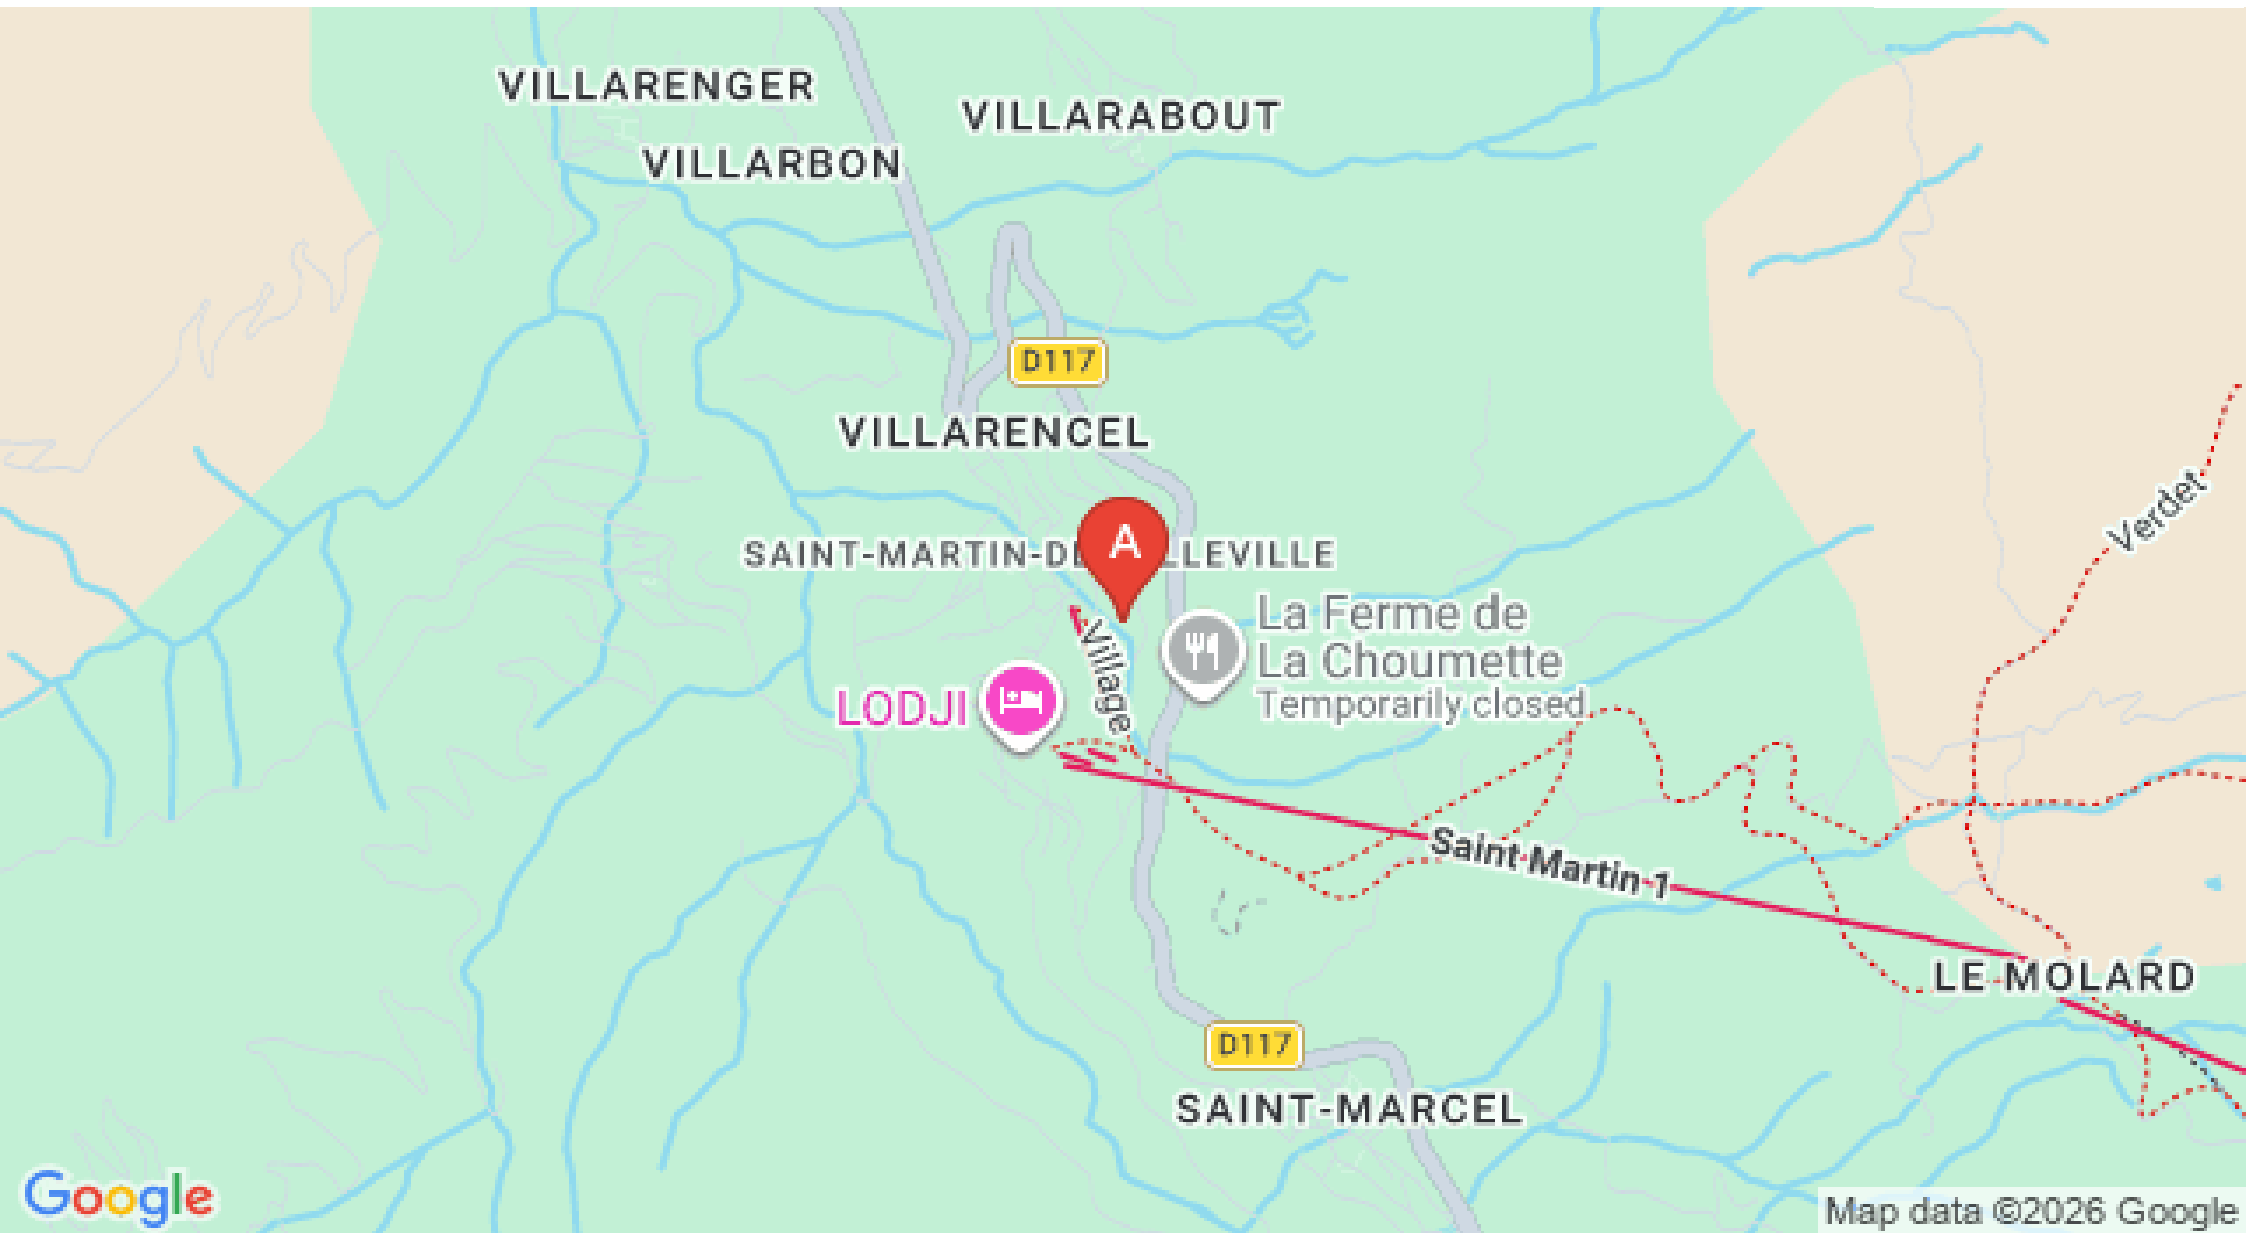 VILLARENGER
VILLARABOUT
VILLARBON
D117
VILLARENCEL
A
SAINT-MARTIN-DE LLEVILLE
La Ferme de
La Choumette
Temporarily closed
Village
LODJI
Verdet
Saint-Martin-1
LE MOLARD
D117
SAINT-MARCEL
Google
Map data ©2026 Google